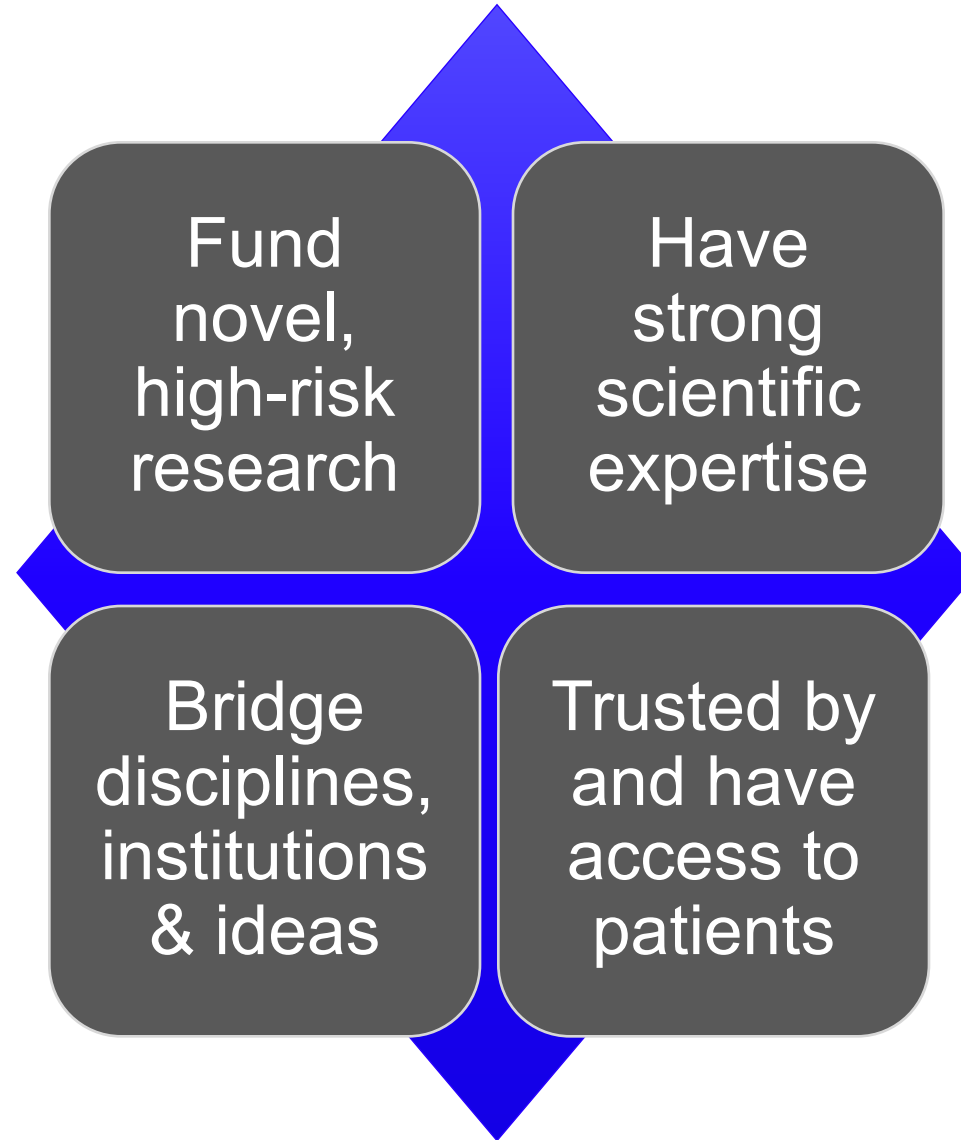 Fund
novel,
high-risk
research
Have
strong
scientific
expertise
Bridge
disciplines,
institutions
& ideas
Trusted by
and have
access to
patients